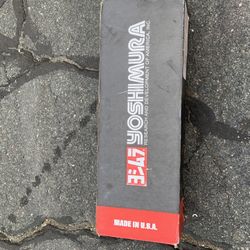 YOSHIMURA
RESEARCH AND DEVELOPMENT OF AMERICA, INC.
MADE IN U.S.A.